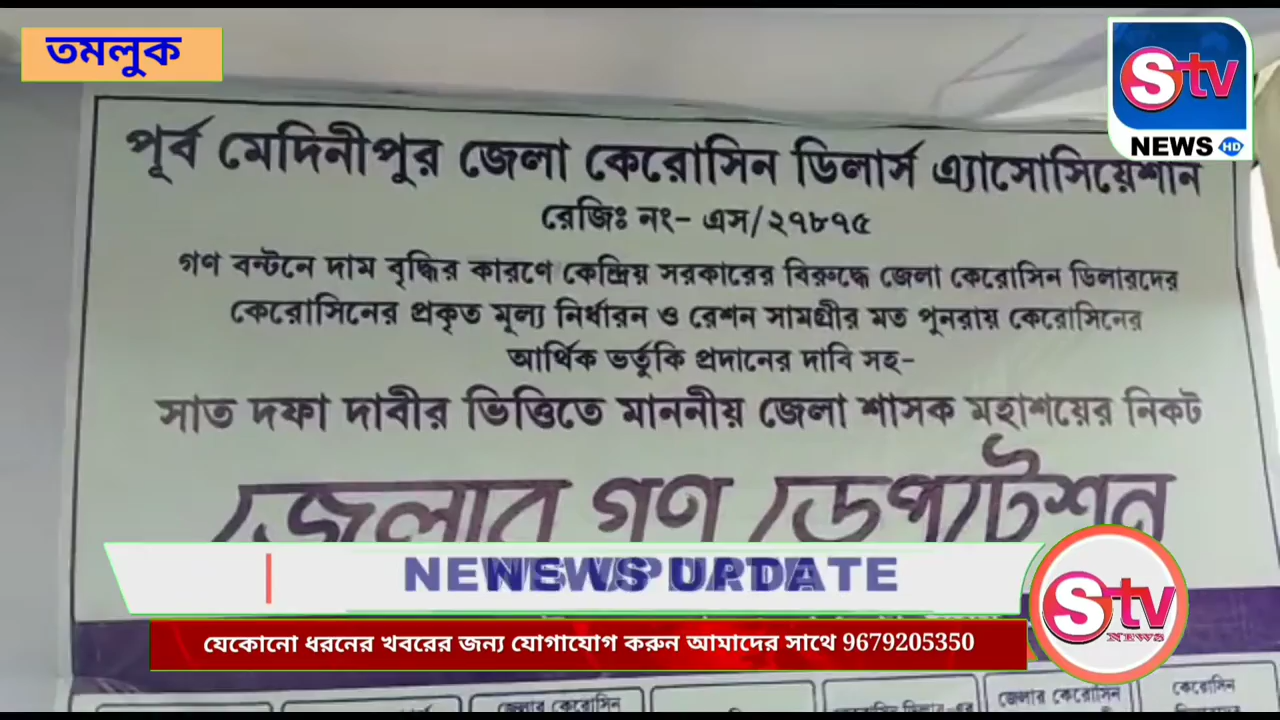 তমলুক
Stv
NEWS HD
পূর্ব মেদিনীপুর জেলা কেরোসিন ডিলার্স এ্যাসোসিয়েশান
রেজিঃ নং- এস/২৭৮৭৫
গণ বন্টনে দাম বৃদ্ধির কারণে কেন্দ্রিয় সরকারের বিরুদ্ধে জেলা কেরোসিন ডিলারদের
কেরোসিনের প্রকৃত মূল্য নির্ধারন ও রেশন সামগ্রীর মত পুনরায় কেরোসিনের
আর্থিক ভর্তুকি প্রদানের দাবি সহ-
সাত দফা দাবীর ভিত্তিতে মাননীয় জেলা শাসক মহাশয়ের নিকট
জেলার গণ ডেপুটেশন
NEWS UPDATE
Stv
NEWS
যেকোনো ধরনের খবরের জন্য যোগাযোগ করুন আমাদের সাথে 9679205350
জেলার কেরোসিন
জেলার কেরোসিন
কেরোসিন